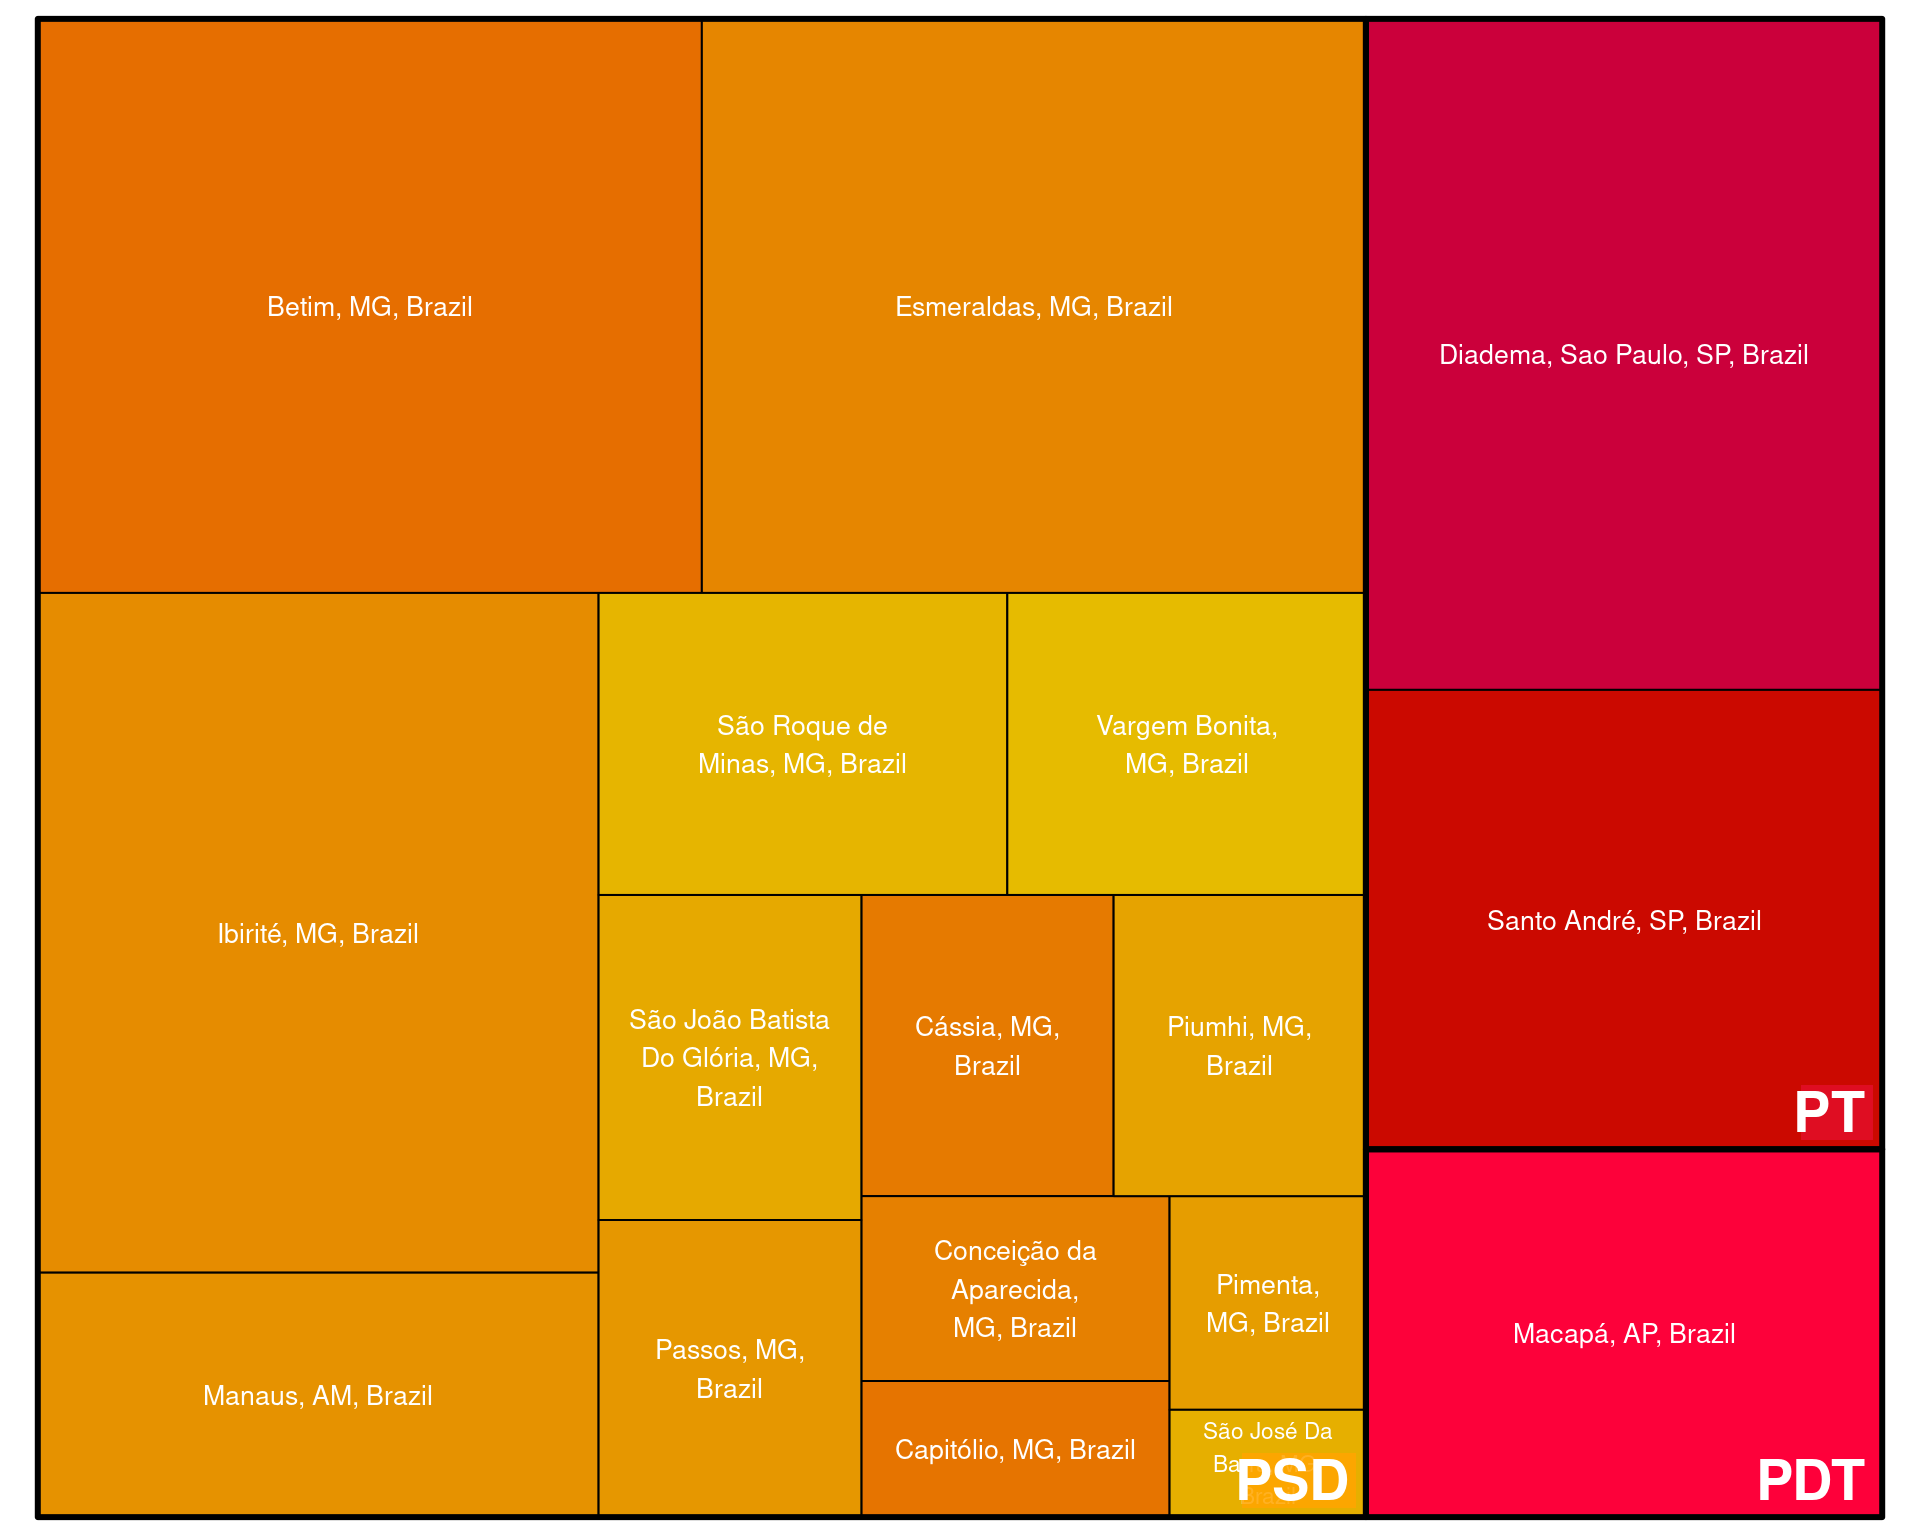 Betim, MG, Brazil
Esmeraldas, MG, Brazil
Diadema, Sao Paulo, SP, Brazil
Ibirité, MG, Brazil
São Roque de
Minas, MG, Brazil
Vargem Bonita,
MG, Brazil
Santo André, SP, Brazil
São João Batista
Do Glória, MG,
Brazil
Cássia, MG,
Brazil
Piumhi, MG,
Brazil
PT
Manaus, AM, Brazil
Passos, MG,
Brazil
Conceição da
Aparecida,
MG, Brazil
Pimenta,
MG, Brazil
Capitólio, MG, Brazil
São José Da
PSD
Macapá, AP, Brazil
PDT